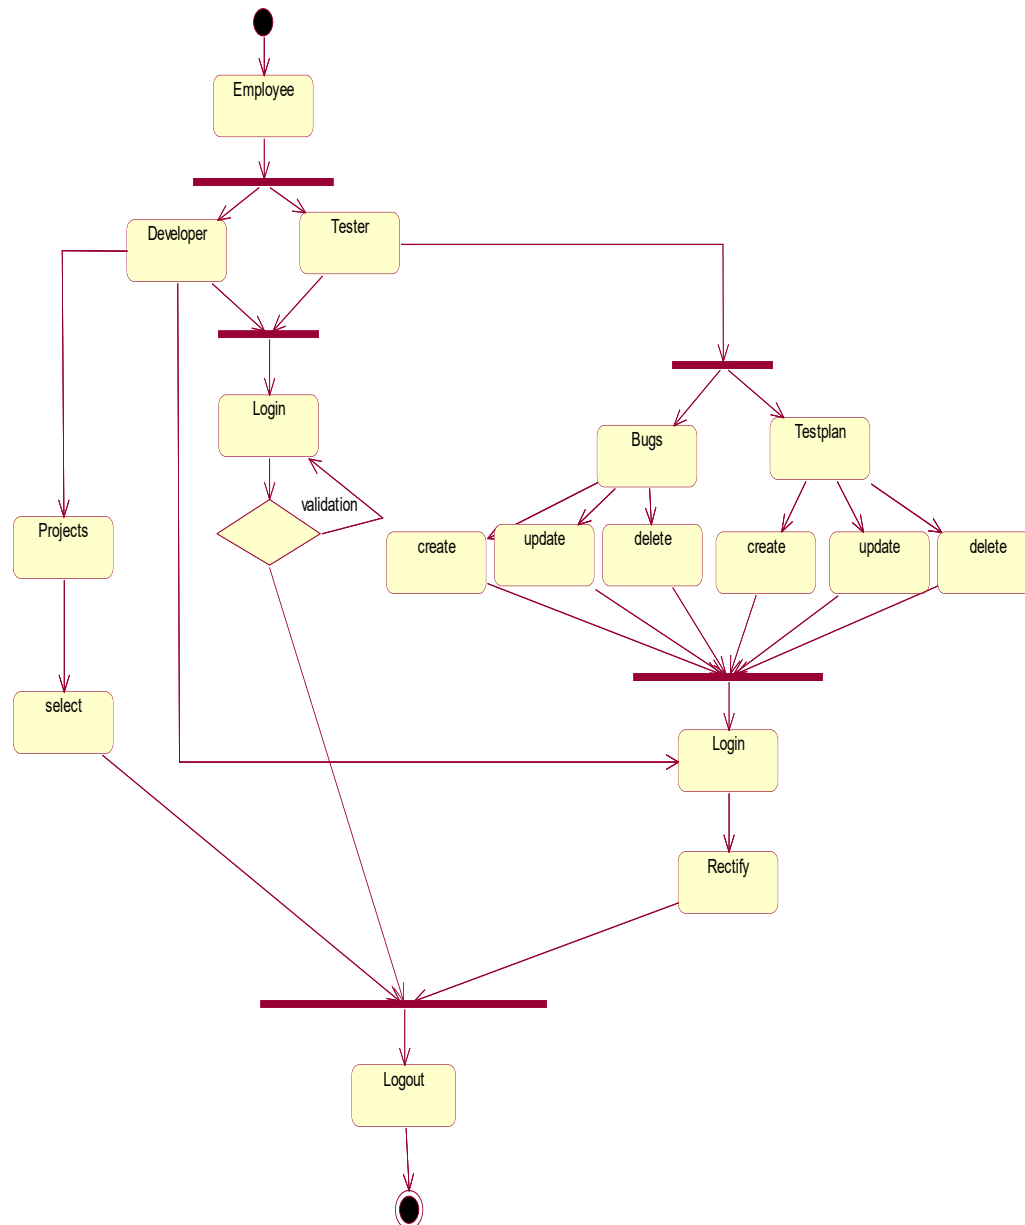 Employee
Developer
Tester
Login
Bugs
Testplan
validation
Projects
create
update
delete
create
update
delete
select
Login
Rectify
Logout